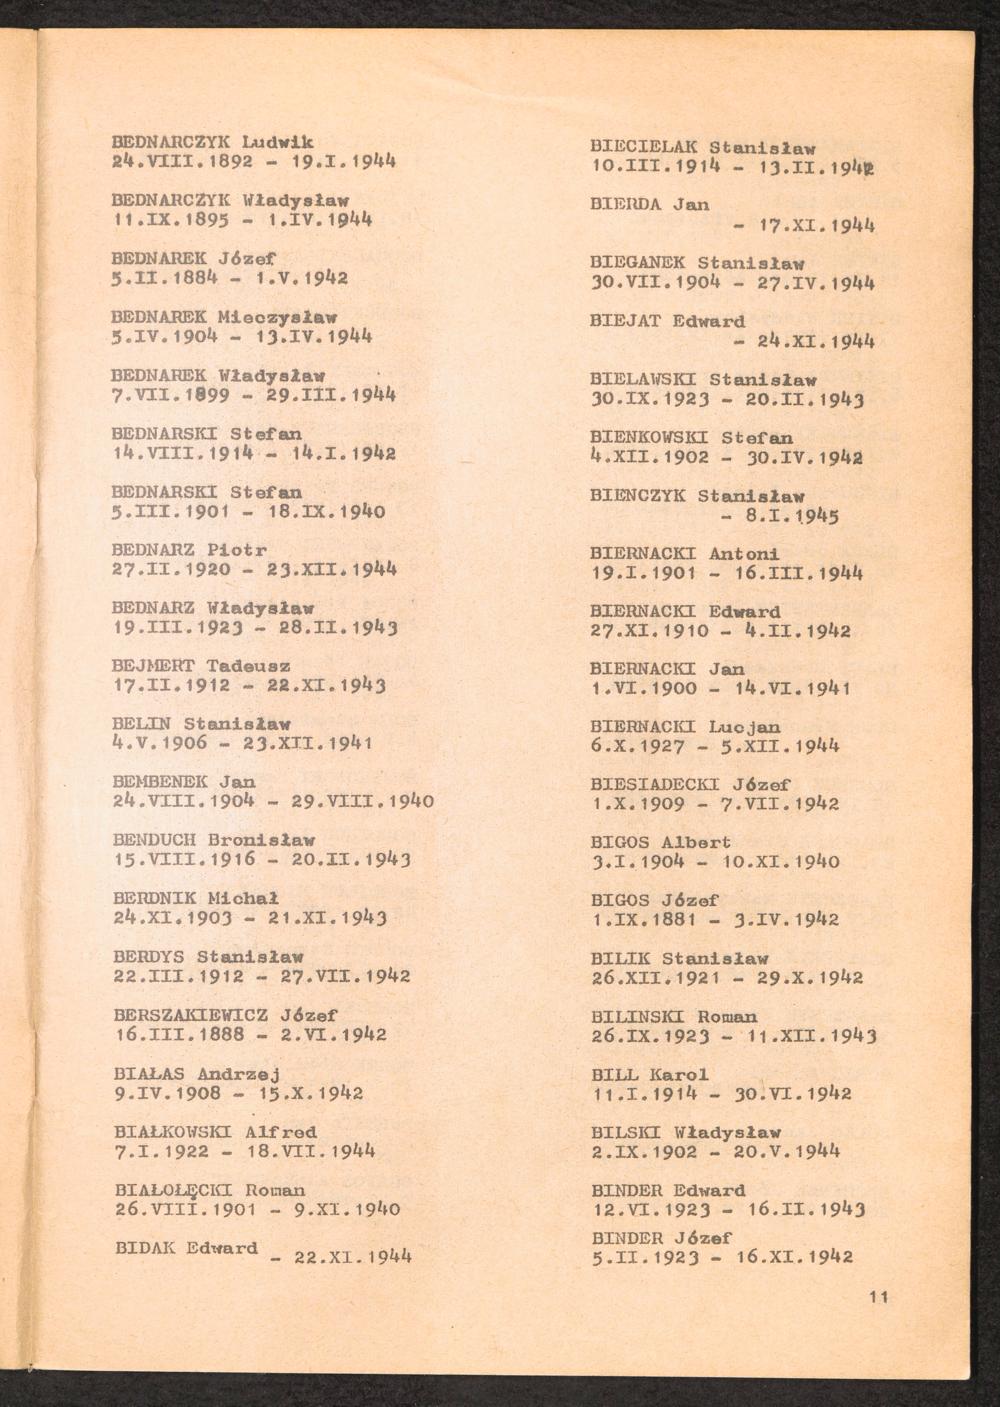 BEDNARCZYK Ludwik
24.VIII.1892 - 19.I.1944
BEDNARCZYK Władysław
11.IX.1895 - 1.IV.1944
BEDNAREK Józef
5.II.1884 - 1.V.1942
BEDNAREK Mieczysław
5.IV.1904 - 13.IV.1944
BEDNAREK Władysław
7.VII.1899 - 29.III.1944
BEDNARSKI Stefan
14.VIII.1914 - 14.I.1942
BEDNARSKI Stefan
5.III.1901 - 18.IX.1940
BEDNARZ Piotr
27.II.1920 - 23.XII.1944
BEDNARZ Władysław
19.III.1923 - 28.II.1943
BEJMERT Tadeusz
17.II.1912 - 22.XI.1943
BELIN Stanisław
4.V.1906 - 23.XII.1941
BEMBENEK Jan
24.VIII.1904 - 29.VIII.1940
BENDUCH Bronisław
15.VIII.1916 - 20.II.1943
BERDNIK Michał
24.XI.1903 - 21.XI.1943
BERDYS Stanisław
22.III.1912 - 27.VII.1942
BERSZAKIEWICZ Józef
16.III.1888 - 2.VI.1942
BIAŁAS Andrzej
9.IV.1908 - 15.X.1942
BIAŁKOWSKI Alfred
7.I.1922 - 18.VII.1944
BIAŁOŁĘCKI Roman
26.VIII.1901 - 9.XI.1940
BIDAK Edward
- 22.XI.1944
BIECIELAK Stanisław
10.III.1914 - 13.II.1942
BIERDA Jan
- 17.XI.1944
BIEGANEK Stanisław
30.VII.1904 - 27.IV.1944
BIEJAT Edward
- 24.XI.1944
BIELAWSKI Stanisław
30.IX.1923 - 20.II.1943
BIENKOWSKI Stefan
4.XII.1902 - 30.IV.1942
BIENCZYK Stanisław
- 8.I.1945
BIERNACKI Antoni
19.I.1901 - 16.III.1944
BIERNACKI Edward
27.XI.1910 - 4.II.1942
BIERNACKI Jan
1.VI.1900 - 14.VI.1941
BIERNACKI Lucjan
6.X.1927 - 5.XII.1944
BIESIADECKI Józef
1.X.1909 - 7.VII.1942
BIGOS Albert
3.I.1904 - 10.XI.1940
BIGOS Józef
1.IX.1881 - 3.IV.1942
BILIK Stanisław
26.XII.1921 - 29.X.1942
BILINSKI Roman
26.IX.1923 - 11.XII.1943
BILL Karol
11.I.1914 - 30.VI.1942
BILSKI Władysław
2.IX.1902 - 20.V.1944
BINDER Edward
12.VI.1923 - 16.II.1943
BINDER Józef
5.II.1923 - 16.XI.1942
11